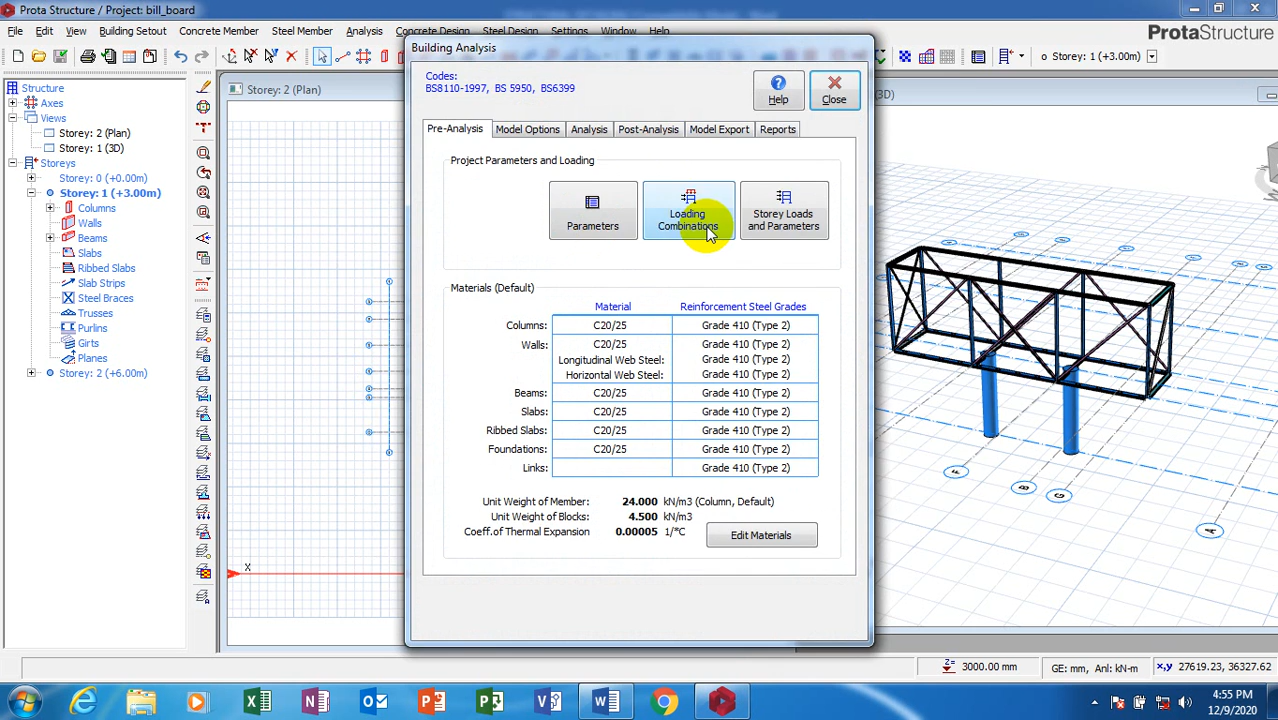 Prota Structure / Project: bill_board
File Edit View Building Setout Concrete Member Steel Member Analysis Concrete Design Steel Design Settings Window Help
ProtaStructure
Storey: 1 (+3.00m)
Structure
Axes
Views
Storey: 2 (Plan)
Storey: 1 (3D)
Storeys
Storey: 0 (+0.00m)
Storey: 1 (+3.00m)
Columns
Walls
Beams
Slabs
Ribbed Slabs
Slab Strips
Steel Braces
Trusses
Purlins
Girts
Planes
Storey: 2 (+6.00m)
Storey: 2 (Plan)
X
Building Analysis
Codes:
BS8110-1997, BS 5950, BS6399
Help
Close
Pre-Analysis Model Options Analysis Post-Analysis Model Export Reports
Project Parameters and Loading
Parameters
Loading Combinations
Storey Loads and Parameters
Materials (Default)
Material Reinforcement Steel Grades
Columns: C20/25 Grade 410 (Type 2)
Walls: C20/25 Grade 410 (Type 2)
Longitudinal Web Steel: Grade 410 (Type 2)
Horizontal Web Steel: Grade 410 (Type 2)
Beams: C20/25 Grade 410 (Type 2)
Slabs: C20/25 Grade 410 (Type 2)
Ribbed Slabs: C20/25 Grade 410 (Type 2)
Foundations: C20/25 Grade 410 (Type 2)
Links: Grade 410 (Type 2)
Unit Weight of Member: 24.000 kN/m3 (Column, Default)
Unit Weight of Blocks: 4.500 kN/m3
Coeff.of Thermal Expansion 0.00005 1/°C
Edit Materials
3D)
F
B
G
A
Z= 3000.00 mm GE: mm, Anl: kN-m x,y 27619.23, 36327.62
4:55 PM
12/9/2020